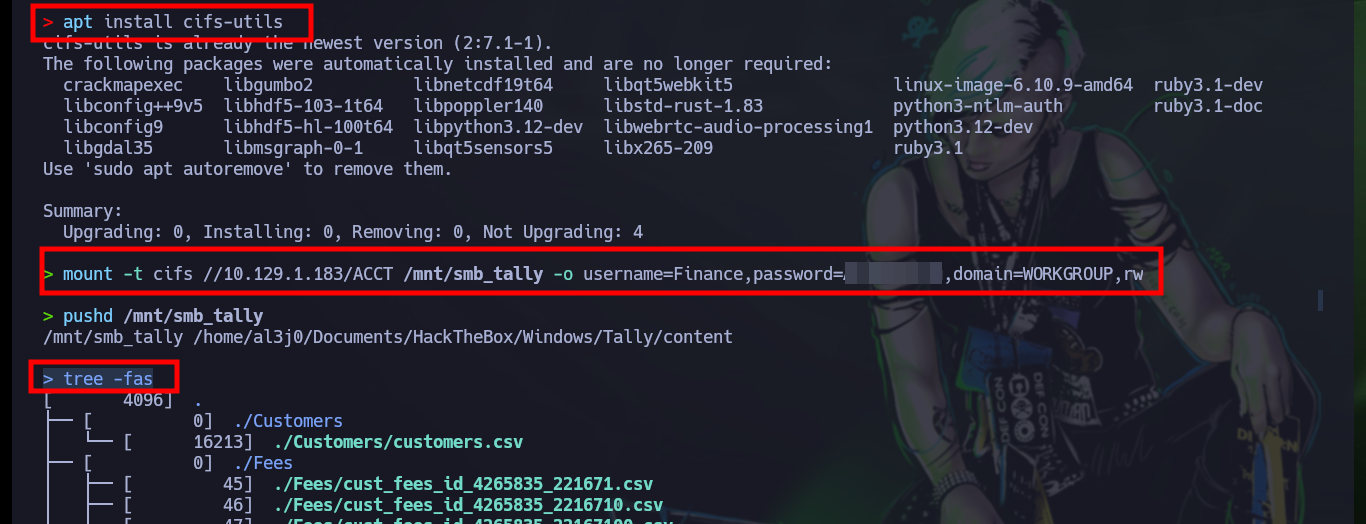 > apt install cifs-utils
cifs-utils is already the newest version (2:7.1-1).
The following packages were automatically installed and are no longer required:
  crackmapexec    libgumbo2          libnetcdf19t64     libqt5webkit5               linux-image-6.10.9-amd64  ruby3.1-dev
  libconfig++9v5  libhdf5-103-1t64   libpoppler140      libstd-rust-1.83            python3-ntlm-auth         ruby3.1-doc
  libconfig9      libhdf5-hl-100t64  libpython3.12-dev  libwebrtc-audio-processing1  python3.12-dev
  libgdal35       libmsgraph-0-1     libqt5sensors5     libx265-209                 ruby3.1
Use 'sudo apt autoremove' to remove them.
Summary:
  Upgrading: 0, Installing: 0, Removing: 0, Not Upgrading: 4
> mount -t cifs //10.129.1.183/ACCT /mnt/smb_tally -o username=Finance,password= ,domain=WORKGROUP,rw
> pushd /mnt/smb_tally
/mnt/smb_tally /home/al3j0/Documents/HackTheBox/Windows/Tally/content
> tree -fas
[       4096]  .
├── [          0]  ./Customers
│   └── [      16213]  ./Customers/customers.csv
├── [          0]  ./Fees
│   ├── [         45]  ./Fees/cust_fees_id_4265835_221671.csv
│   ├── [         46]  ./Fees/cust_fees_id_4265835_2216710.csv
│   ├── [         47]  ./Fees/cust_fees_id_4265835_22167100.csv
DEF CON
DEF CON